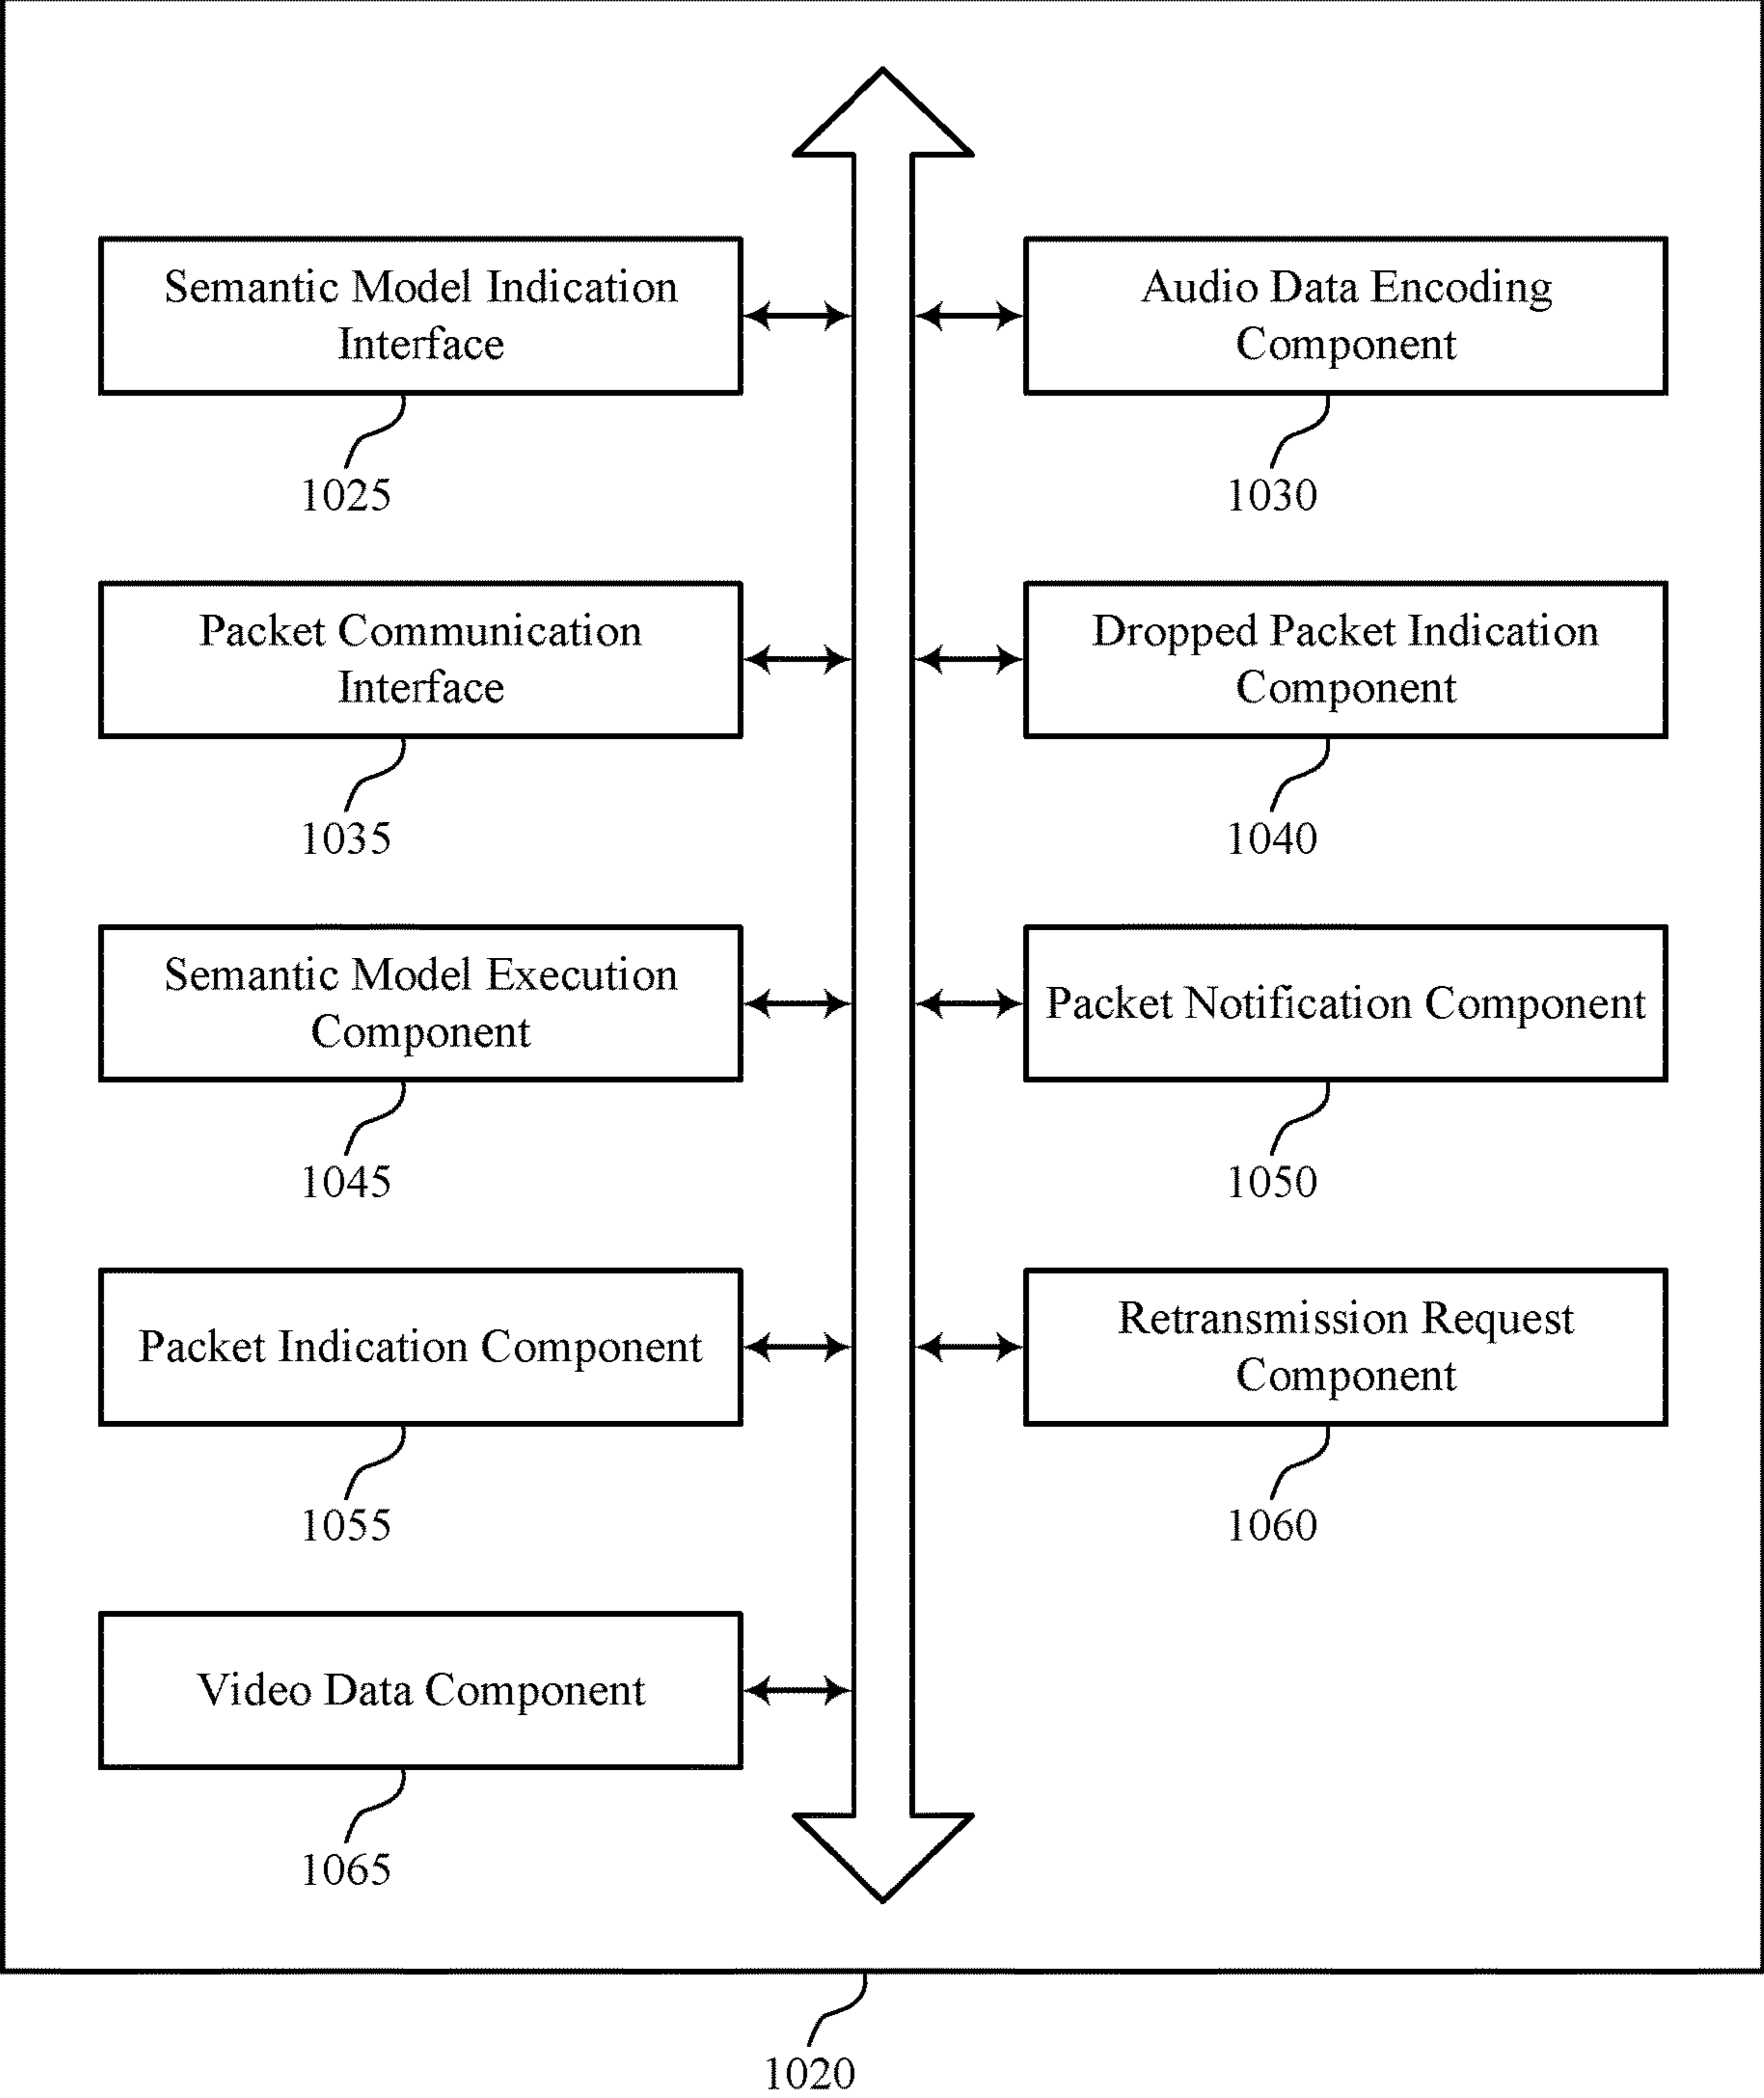 Semantic Model Indication
Interface
1025
Audio Data Encoding
Component
1030
Packet Communication
Interface
1035
Dropped Packet Indication
Component
1040
Semantic Model Execution
Component
1045
Packet Notification Component
1050
Packet Indication Component
1055
Retransmission Request
Component
1060
Video Data Component
1065
1020